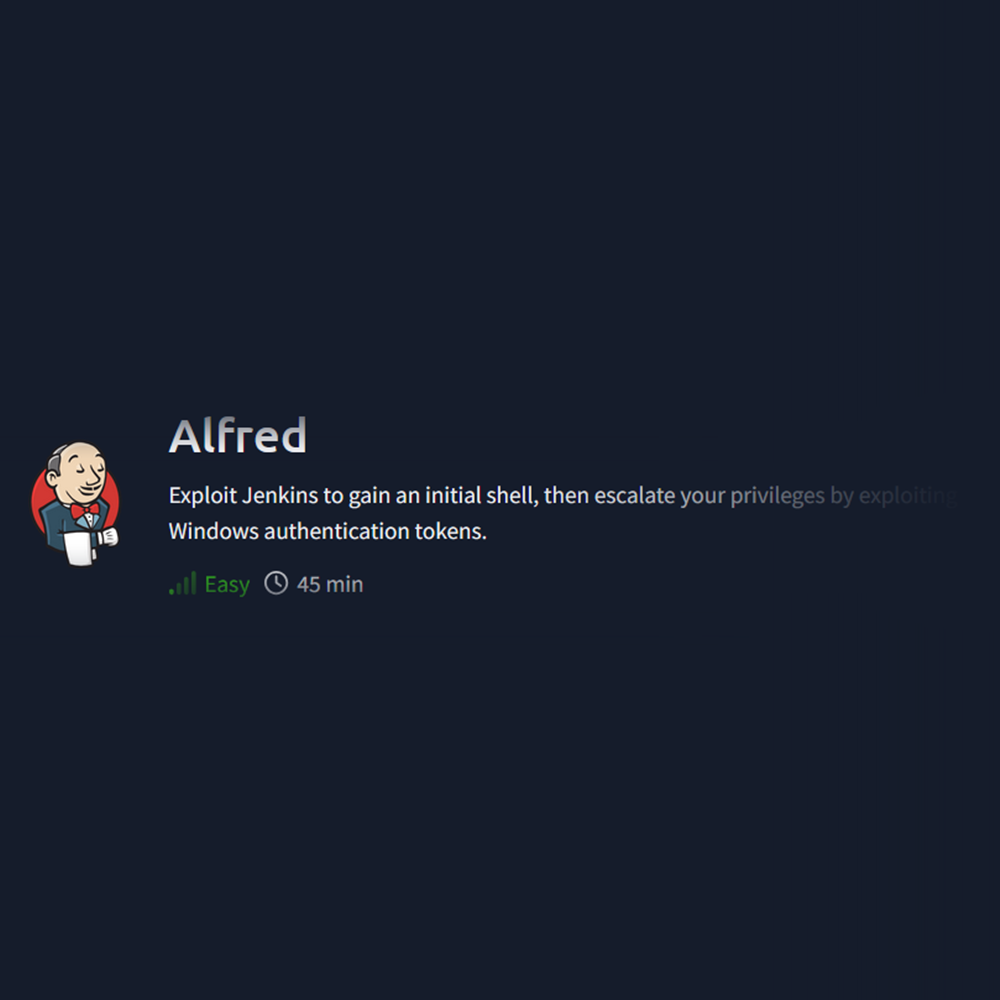 Alfred
Exploit Jenkins to gain an initial shell, then escalate your privileges by exploiting
Windows authentication tokens.
Easy 45 min